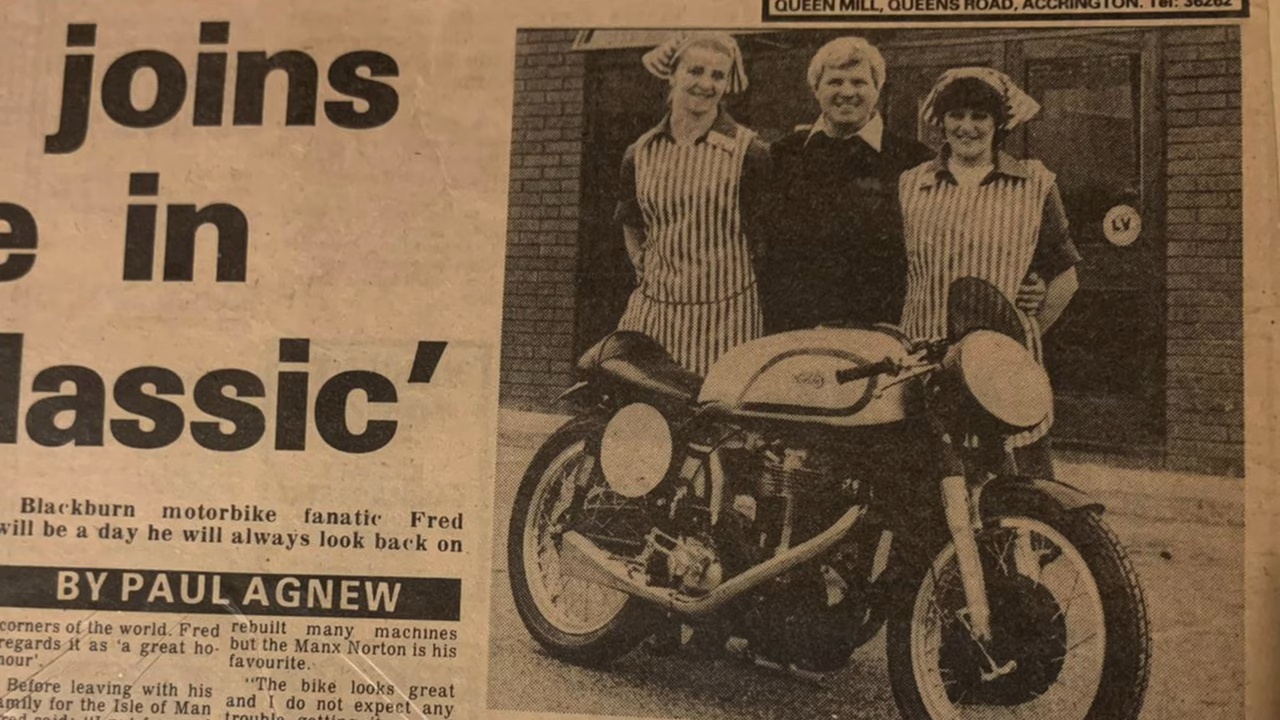 QUEEN MILL, QUEENS ROAD, ACCRINGTON. Tel: 36262
joins
e in
lassic'
Blackburn motorbike fanatic Fred
will be a day he will always look back on
BY PAUL AGNEW
corners of the world. Fred
regards it as 'a great ho-
nour'.
Before leaving with his
amily for the Isle of Man
rebuilt many machines
but the Manx Norton is his
favourite.
"The bike looks great
and I do not expect any
trouble getting
LV
Norton